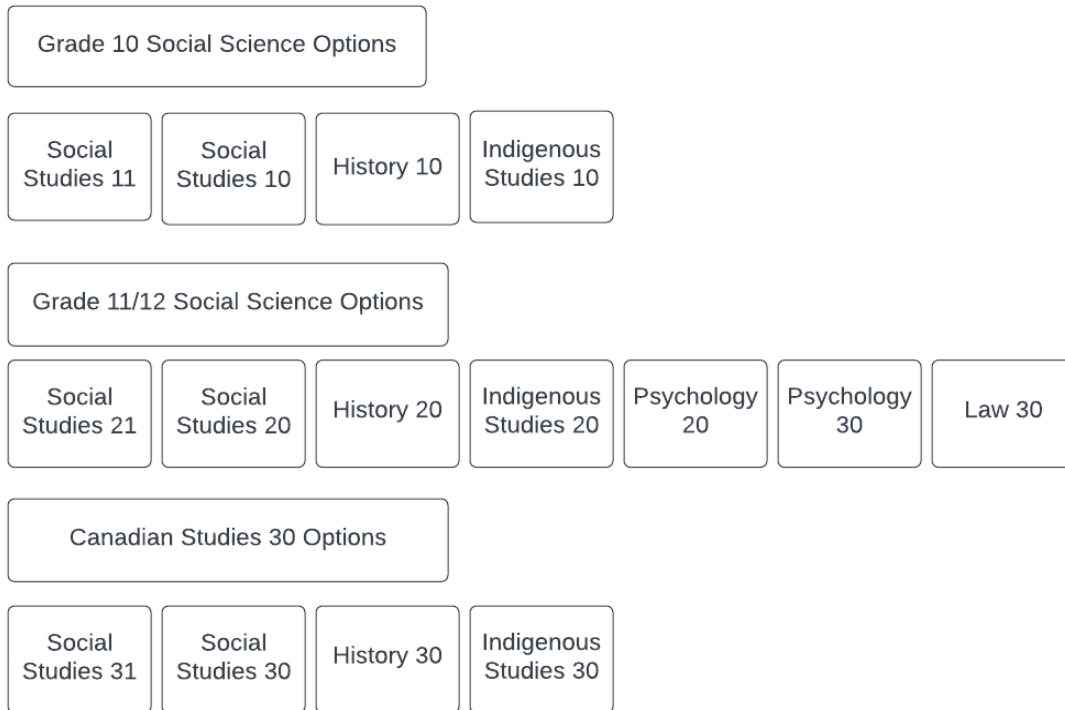 Grade 10 Social Science Options
Social
Studies 11
Social
Studies 10
History 10
Indigenous
Studies 10
Grade 11/12 Social Science Options
Social
Studies 21
Social
Studies 20
History 20
Indigenous
Studies 20
Psychology
20
Psychology
30
Law 30
Canadian Studies 30 Options
Social
Studies 31
Social
Studies 30
History 30
Indigenous
Studies 30